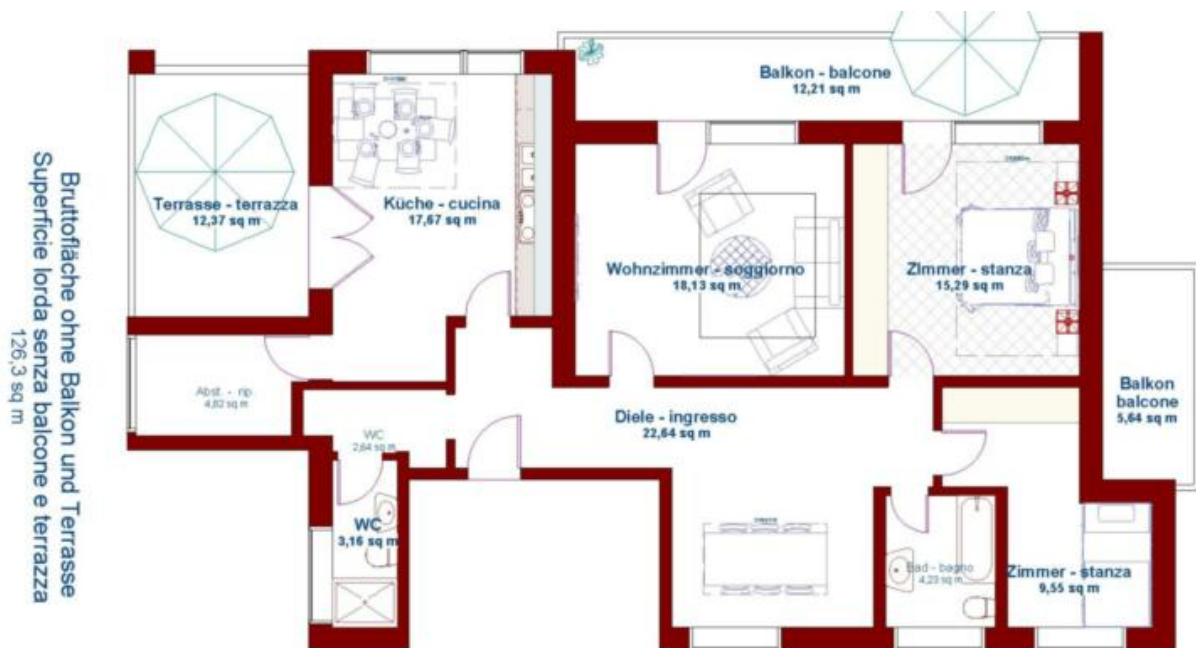 Bruttofläche ohne Balkon und Terrasse
Superficie lorda senza balcone e terrazza
126,3 sq m
Balkon - balcone
12,21 sq m
Terrasse - terrazza
12,37 sq m
Küche - cucina
17,67 sq m
Wohnzimmer - soggiorno
18,13 sq m
ZImmer - stanza
15,29 sq m
Balkon
balcone
5,64 sq m
Abst. - rip
4,82 sq m
Diele - ingresso
22,64 sq m
WC
2,64 sq m
WC
3,16 sq m
Bad - bagno
4,23 sq m
Zimmer - stanza
9,55 sq m